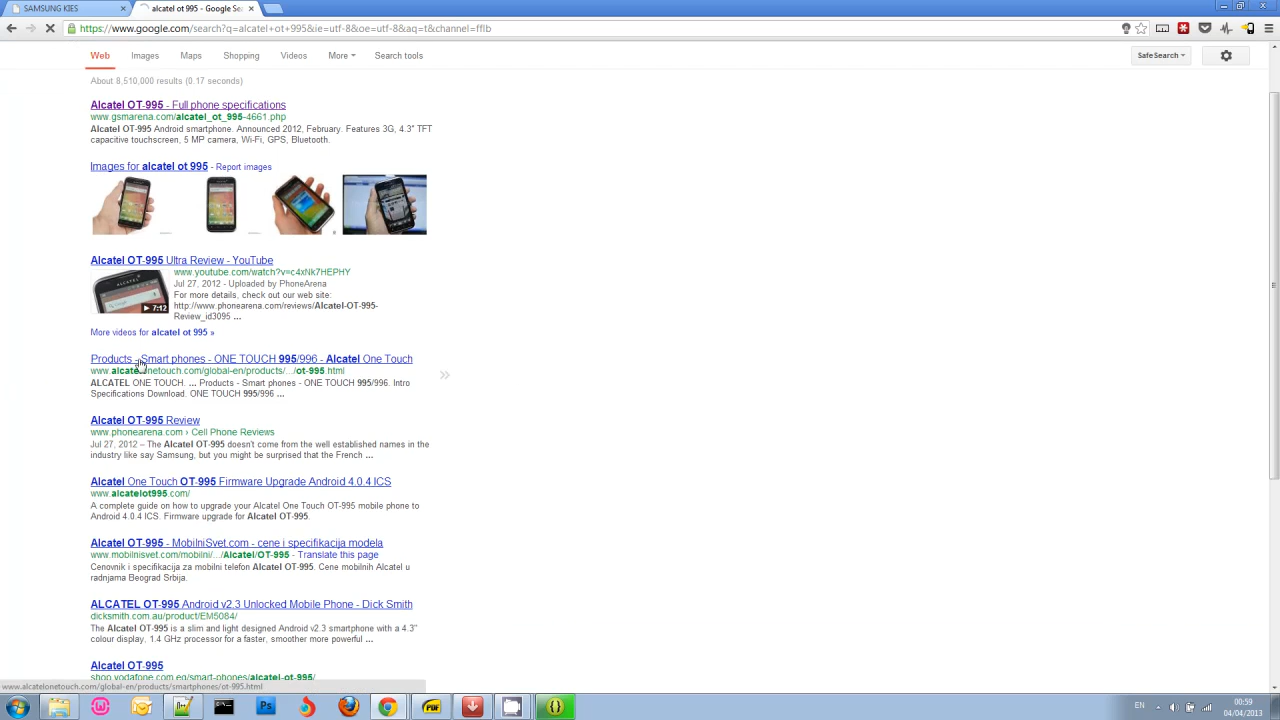 SAMSUNG KIES
alcatel ot 995 - Google Se
https://www.google.com/search?q=alcatel+ot+995&ie=utf-8&oe=utf-8&aq=t&channel=fflb
Web Images Maps Shopping Videos More Search tools SafeSearch
About 8,510,000 results (0.17 seconds)
Alcatel OT-995 - Full phone specifications
www.gsmarena.com/alcatel_ot_995-4661.php
Alcatel OT-995 Android smartphone. Announced 2012, February. Features 3G, 4.3" TFT
capacitive touchscreen, 5 MP camera, Wi-Fi, GPS, Bluetooth.
Images for alcatel ot 995 - Report images
Alcatel OT-995 Ultra Review - YouTube
www.youtube.com/watch?v=c4xNk7HEPHY
Jul 27, 2012 - Uploaded by PhoneArena
For more details, check out our web site:
http://www.phonearena.com/reviews/Alcatel-OT-995-
Review_id3095 ...
ALCATEL
7:12
More videos for alcatel ot 995 »
Products - Smart phones - ONE TOUCH 995/996 - Alcatel One Touch
www.alcatelonetouch.com/global-en/products/.../ot-995.html
ALCATEL ONE TOUCH. ... Products - Smart phones - ONE TOUCH 995/996. Intro
Specifications Download. ONE TOUCH 995/996 ...
Alcatel OT-995 Review
www.phonearena.com › Cell Phone Reviews
Jul 27, 2012 – The Alcatel OT-995 doesn't come from the well established names in the
industry like say Samsung, but you might be surprised that the French ...
Alcatel One Touch OT-995 Firmware Upgrade Android 4.0.4 ICS
www.alcatelot995.com/
A complete guide on how to upgrade your Alcatel One Touch OT-995 mobile phone to
Android 4.0.4 ICS. Firmware upgrade for Alcatel OT-995.
Alcatel OT-995 - MobilniSvet.com - cene i specifikacija modela
www.mobilnisvet.com/mobilni/.../Alcatel/OT-995 - Translate this page
Cenovnik i specifikacija za mobilni telefon Alcatel OT-995. Cene mobilnih Alcatel u
radnjama Beograd Srbija.
ALCATEL OT-995 Android v2.3 Unlocked Mobile Phone - Dick Smith
dicksmith.com.au/product/EM5084/
The Alcatel OT-995 is a slim and light designed Android v2.3 smartphone with a 4.3"
colour display. 1.4 GHz processor for a faster, smoother more powerful ...
Alcatel OT-995
shop.vodafone.com.eg/smart-phones/alcatel-ot-995/
www.alcatelonetouch.com/global-en/products/smartphones/ot-995.html
Ps
PDF
EN
00:59
04/04/2013